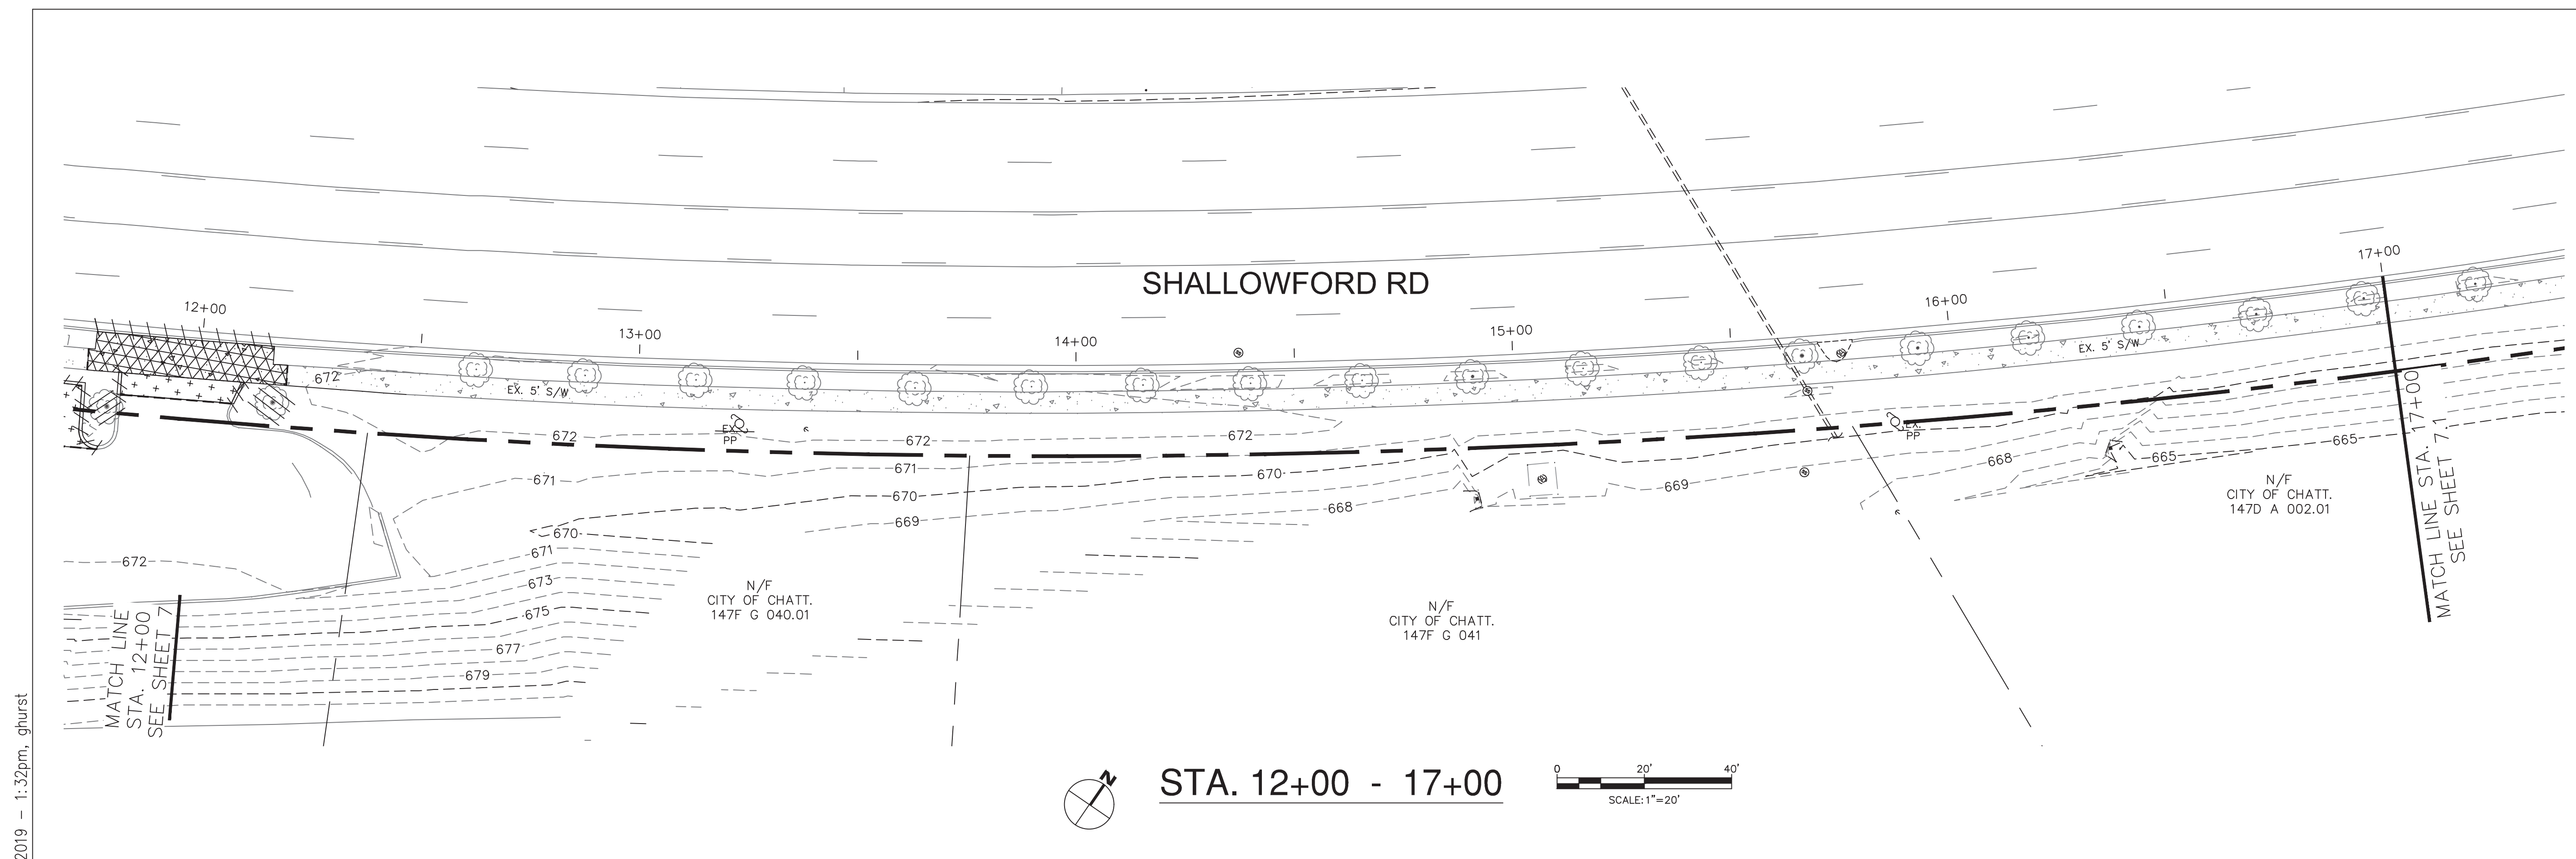 SHALLOWFORD RD
12+00
13+00
14+00
15+00
16+00
17+00
672
EX. 5' S/W
EX. 5' S/W
EX.
PP
EX.
PP
672
672
672
671
671
670
670
669
668
669
668
665
665
670
671
673
675
677
679
672
N/F
CITY OF CHATT.
147F G 040.01
N/F
CITY OF CHATT.
147F G 041
N/F
CITY OF CHATT.
147D A 002.01
MATCH LINE
STA. 12+00
SEE SHEET 7
MATCH LINE STA. 17+00
SEE SHEET 7.1
N
STA. 12+00 - 17+00
0 20' 40'
SCALE: 1"=20'
2019 - 1:32pm, ghurst